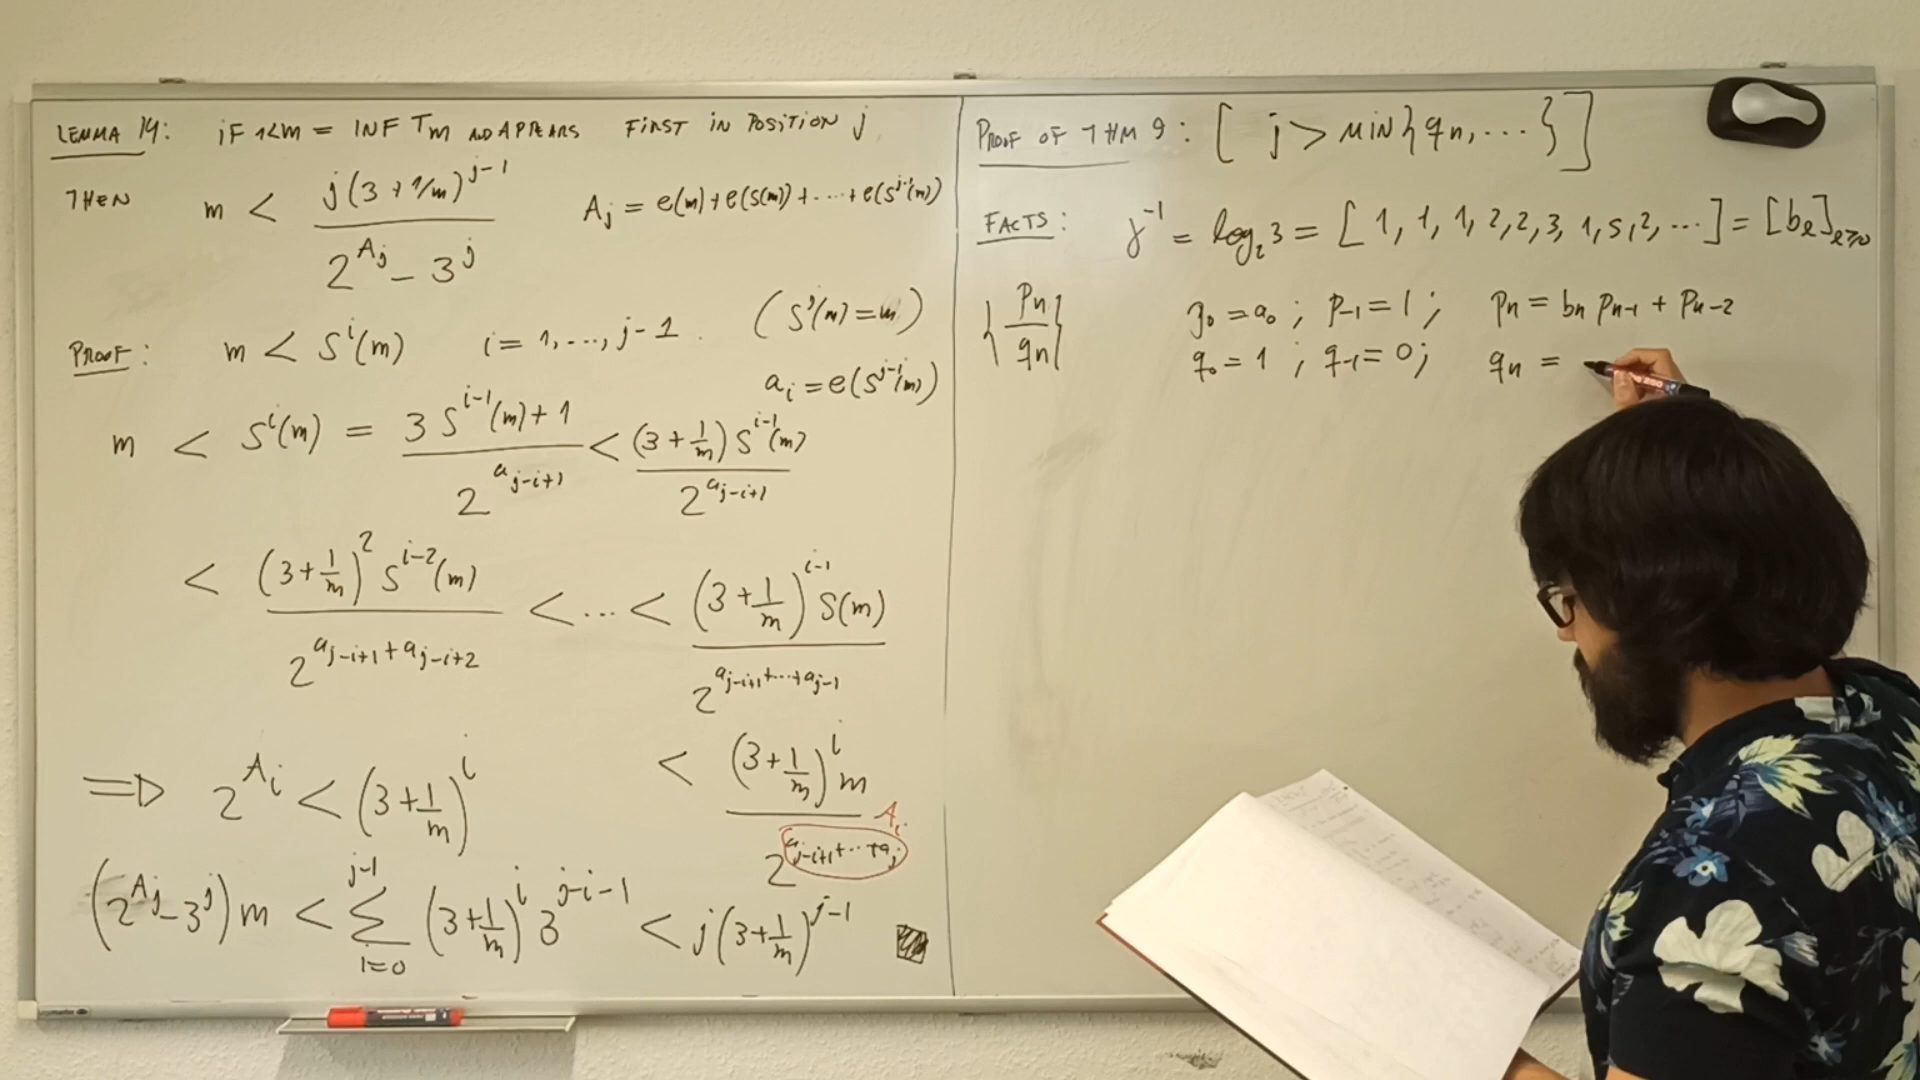 LEMMA 14: iF 1<m = INF Tm AND APPEARS FIRST IN POSITION j
THEN m < j(3+1/m)^{j-1} / (2^{A_j} - 3^j)   A_j = e(m)+e(S(m))+....+e(S^{j-1}(m))
PROOF: m < S^i(m)   i=1,...,j-1.   (S^j(m)=m)
a_i = e(S^{j-i}(m))
m < S^i(m) = (3S^{i-1}(m)+1) / 2^{a_{j-i+1}} < (3+1/m)S^{i-1}(m) / 2^{a_{j-i+1}}
< (3+1/m)^2 S^{i-2}(m) / 2^{a_{j-i+1}+a_{j-i+2}} < ... < (3+1/m)^{i-1} S(m) / 2^{a_{j-i+1}+...+a_{j-1}}
⟹ 2^{A_i} < (3+1/m)^i   < (3+1/m)^i m / 2^{a_{j-i+1}+...+a_j}   A_i
(2^{A_j}-3^j)m < ∑_{i=0}^{j-1} (3+1/m)^i 3^{j-i-1} < j(3+1/m)^{j-1}
PROOF OF THM 9: [ j > MIN{q_n, ...} ]
FACTS: γ^{-1} = log_2 3 = [1,1,1,2,2,3,1,5,2,...] = [b_ℓ]_{ℓ≥0}
{p_n/q_n}   p_0=a_0; p_{-1}=1; p_n = b_n p_{n-1} + p_{n-2}
q_0=1; q_{-1}=0; q_n =